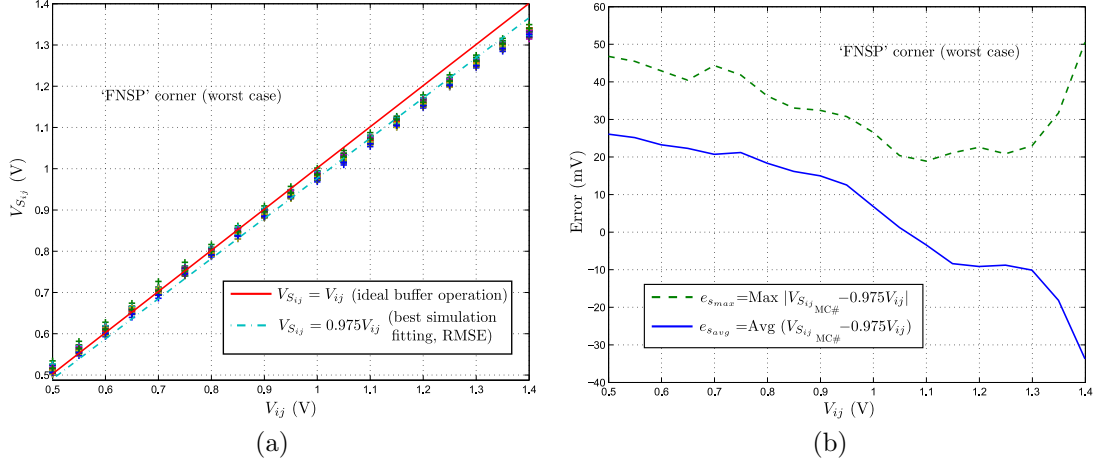 1.4
1.3
1.2
1.1
1
0.9
0.8
0.7
0.6
0.5
V_{S_{ij}} (V)
'FNSP' corner (worst case)
V_{S_{ij}} = V_{ij} (ideal buffer operation)
V_{S_{ij}} = 0.975V_{ij} (best simulation
fitting, RMSE)
0.5 0.6 0.7 0.8 0.9 1 1.1 1.2 1.3 1.4
V_{ij} (V)
(a)
60
50
40
30
20
10
0
−10
−20
−30
−40
Error (mV)
'FNSP' corner (worst case)
e_{s_{max}}=Max |V_{S_{ij}}_{MC#}−0.975V_{ij}|
e_{s_{avg}}=Avg (V_{S_{ij}}_{MC#}−0.975V_{ij})
0.5 0.6 0.7 0.8 0.9 1 1.1 1.2 1.3 1.4
V_{ij} (V)
(b)